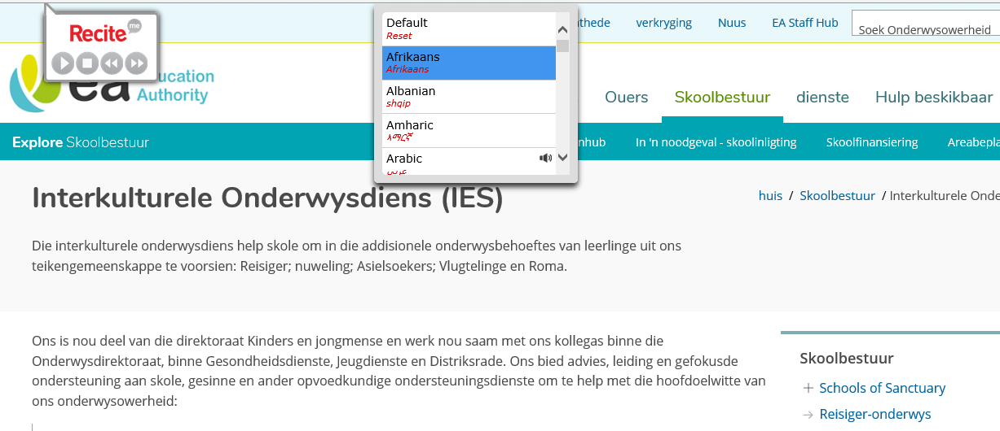 Recite me
ea Education
Authority
Default
Reset
Afrikaans
Afrikaans
Albanian
shqip
Amharic
አማርኛ
Arabic
عربي
verkryging Nuus EA Staff Hub Soek Onderwysowerheid
Ouers Skoolbestuur dienste Hulp beskikbaar
Explore Skoolbestuur In 'n noodgeval - skoolinligting Skoolfinansiering
Interkulturele Onderwysdiens (IES)
huis / Skoolbestuur / Interkulturele Onde
Die interkulturele onderwysdiens help skole om in die addisionele onderwysbehoeftes van leerlinge uit ons
teikengemeenskappe te voorsien: Reisiger; nuweling; Asielsoekers; Vlugtelinge en Roma.
Ons is nou deel van die direktoraat Kinders en jongmense en werk nou saam met ons kollegas binne die
Onderwysdirektoraat, binne Gesondheidsdienste, Jeugdienste en Distriksrade. Ons bied advies, leiding en gefokusde
ondersteuning aan skole, gesinne en ander opvoedkundige ondersteuningsdienste om te help met die hoofdoelwitte van
ons onderwysowerheid:
Skoolbestuur
Schools of Sanctuary
Reisiger-onderwys